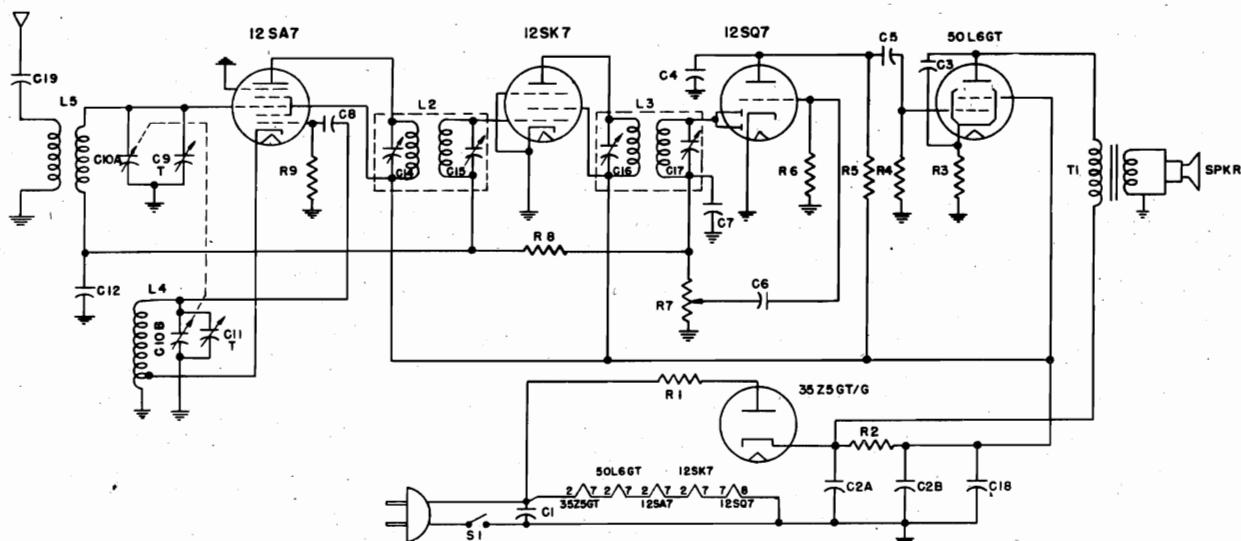 12SA7
12SK7
12SQ7
50L6GT
C19
L5
C8
L2
L3
C4
C5
C3
C10A
C9
T
R9
C14
C15
C16
C17
C7
R6
R5
R4
R3
T1
SPKR
R8
C12
L4
C10B
C11
T
R7
C6
R1
35Z5GT/G
R2
50L6GT
12SK7
2 7 2 7 2 7 2 7 7 8
35Z5GT
12SA7
12SQ7
C1
S1
C2A
C2B
C18